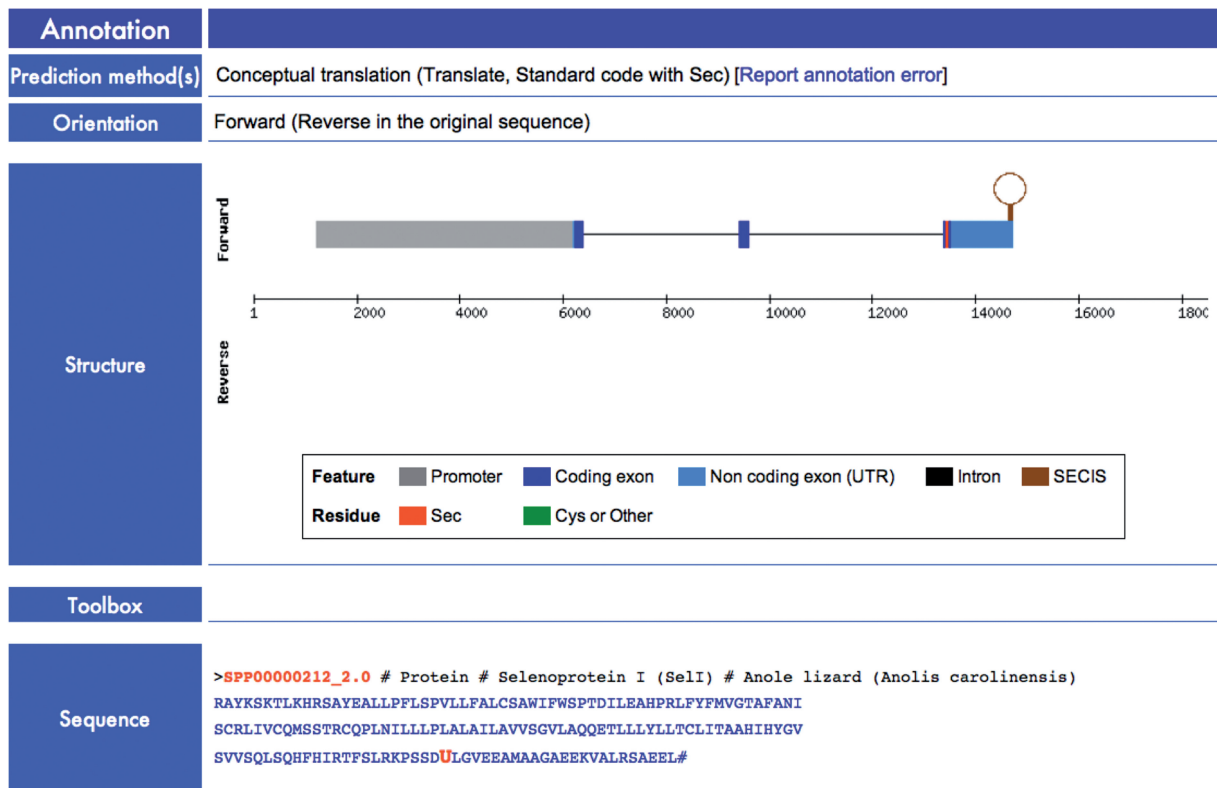 Annotation
Prediction method(s) Conceptual translation (Translate, Standard code with Sec) [Report annotation error]
Orientation Forward (Reverse in the original sequence)
Structure
Forward
1 2000 4000 6000 8000 10000 12000 14000 16000 1800
Reverse
Feature Promoter Coding exon Non coding exon (UTR) Intron SECIS
Residue Sec Cys or Other
Toolbox
Sequence
>SPP00000212_2.0 # Protein # Selenoprotein I (SelI) # Anole lizard (Anolis carolinensis)
RAYKSKTLKHRSAYEALLPFLSPVLLFALCSAWIFWSPTDILEAHPRLFYFMVGTAFANI
SCRLIVCQMSSTRCQPLNILLLPLALAILAVVSGVLAQQETLLLYLLTCLITAAHIHYGV
SVVSQLSQHFHIRTFSLRKPSSDULGVEEAMAAGAEEKVALRSAEEL#